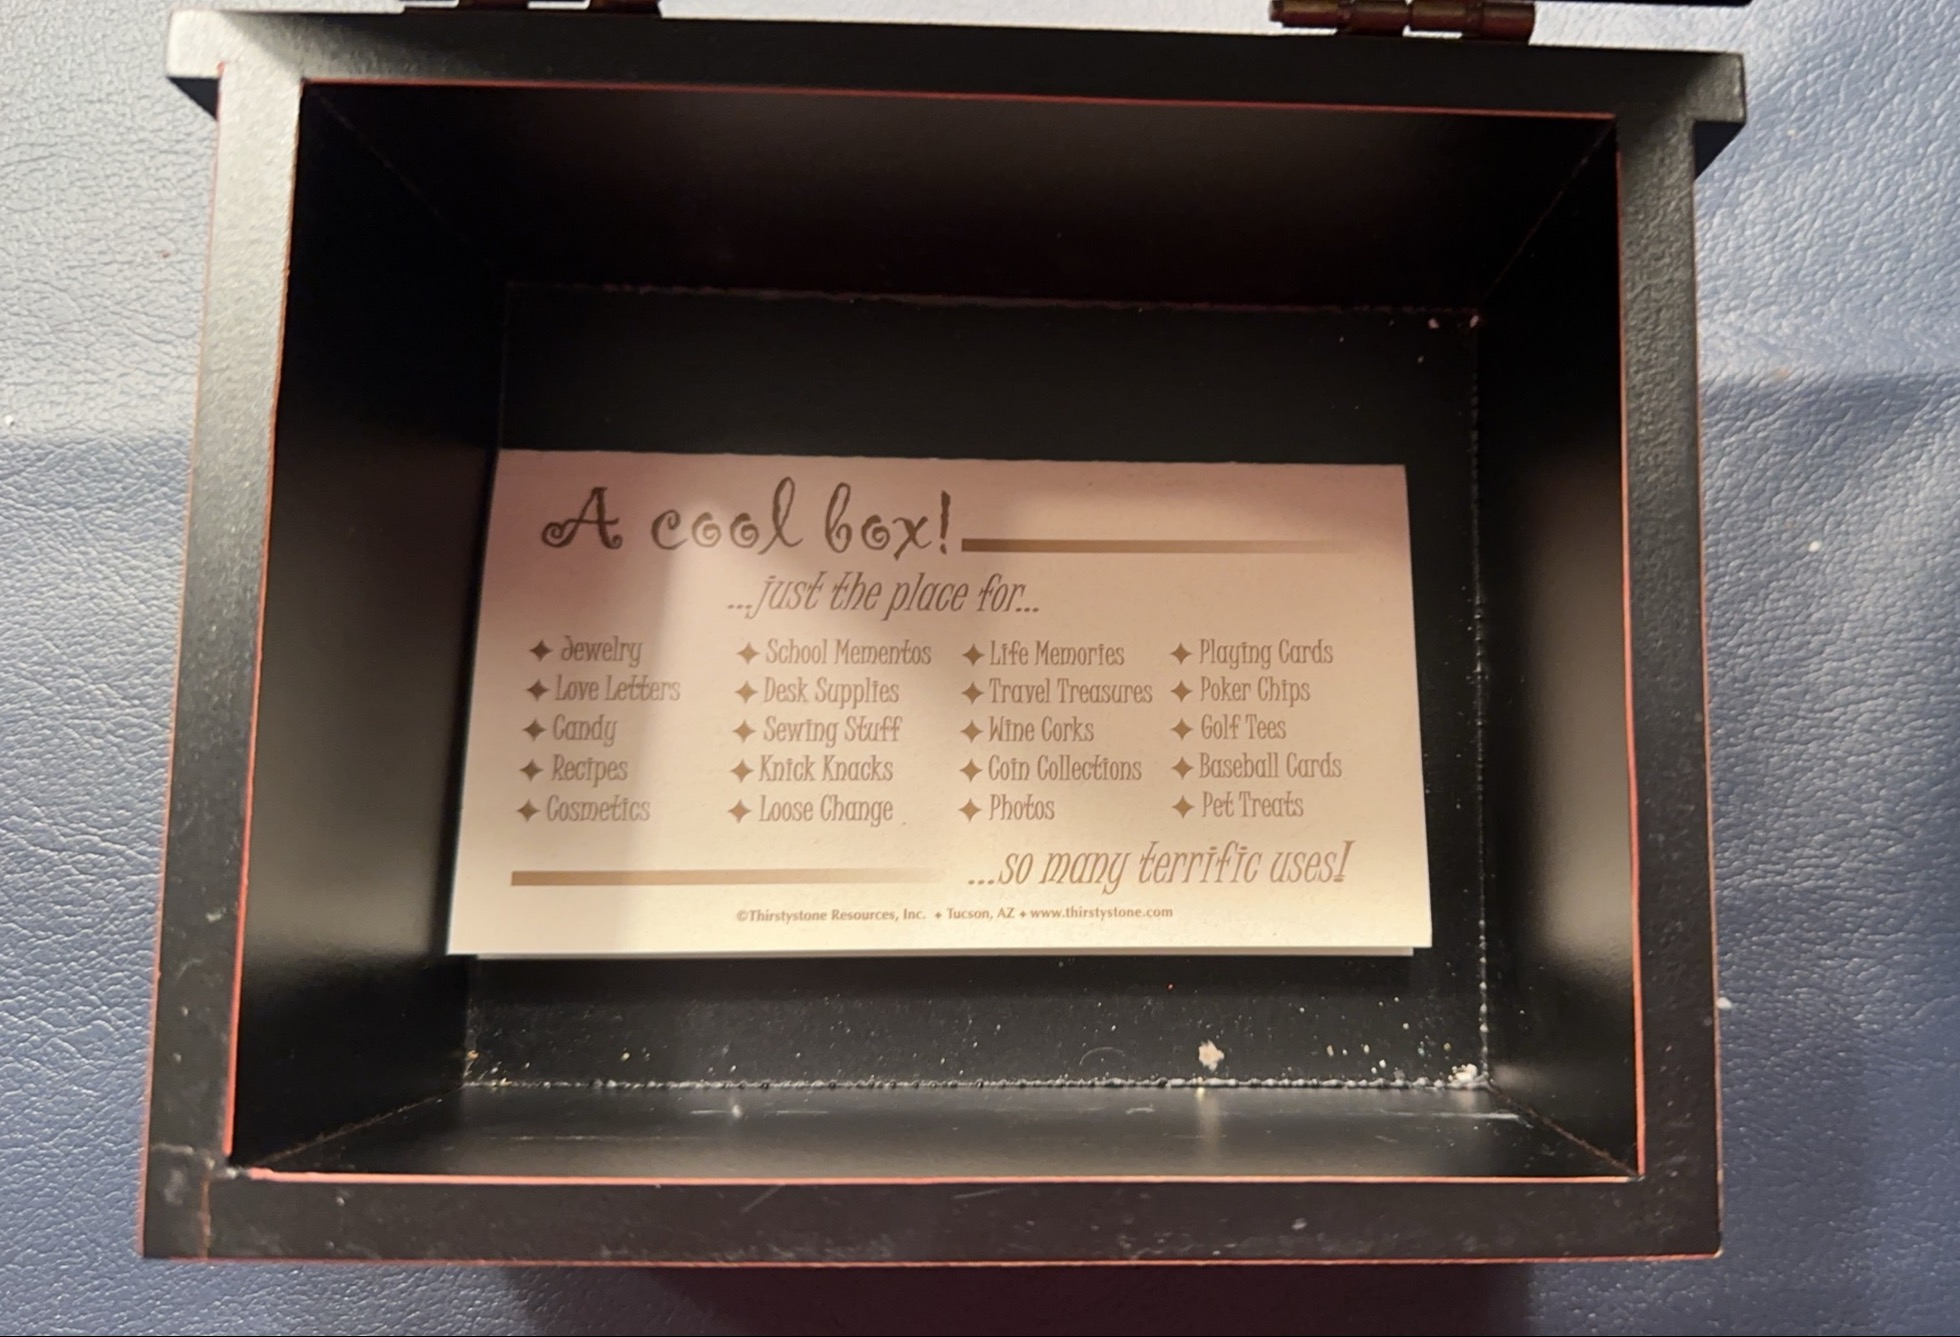 A cool box!
...just the place for...
✦ Jewelry ✦ School Mementos ✦ Life Memories ✦ Playing Cards
✦ Love Letters ✦ Desk Supplies ✦ Travel Treasures ✦ Poker Chips
✦ Candy ✦ Sewing Stuff ✦ Wine Corks ✦ Golf Tees
✦ Recipes ✦ Knick Knacks ✦ Coin Collections ✦ Baseball Cards
✦ Cosmetics ✦ Loose Change ✦ Photos ✦ Pet Treats
...so many terrific uses!
©Thirstystone Resources, Inc. ✦ Tucson, AZ ✦ www.thirstystone.com